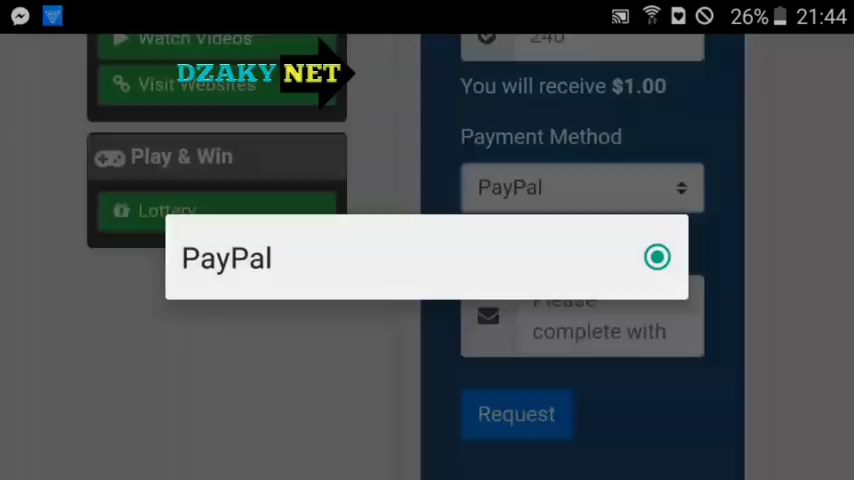 26% 21:44
Watch Videos
DZAKY NET
Visit Websites
Play & Win
Lottery
240
You will receive $1.00
Payment Method
PayPal
PayPal
Please
complete with
Request